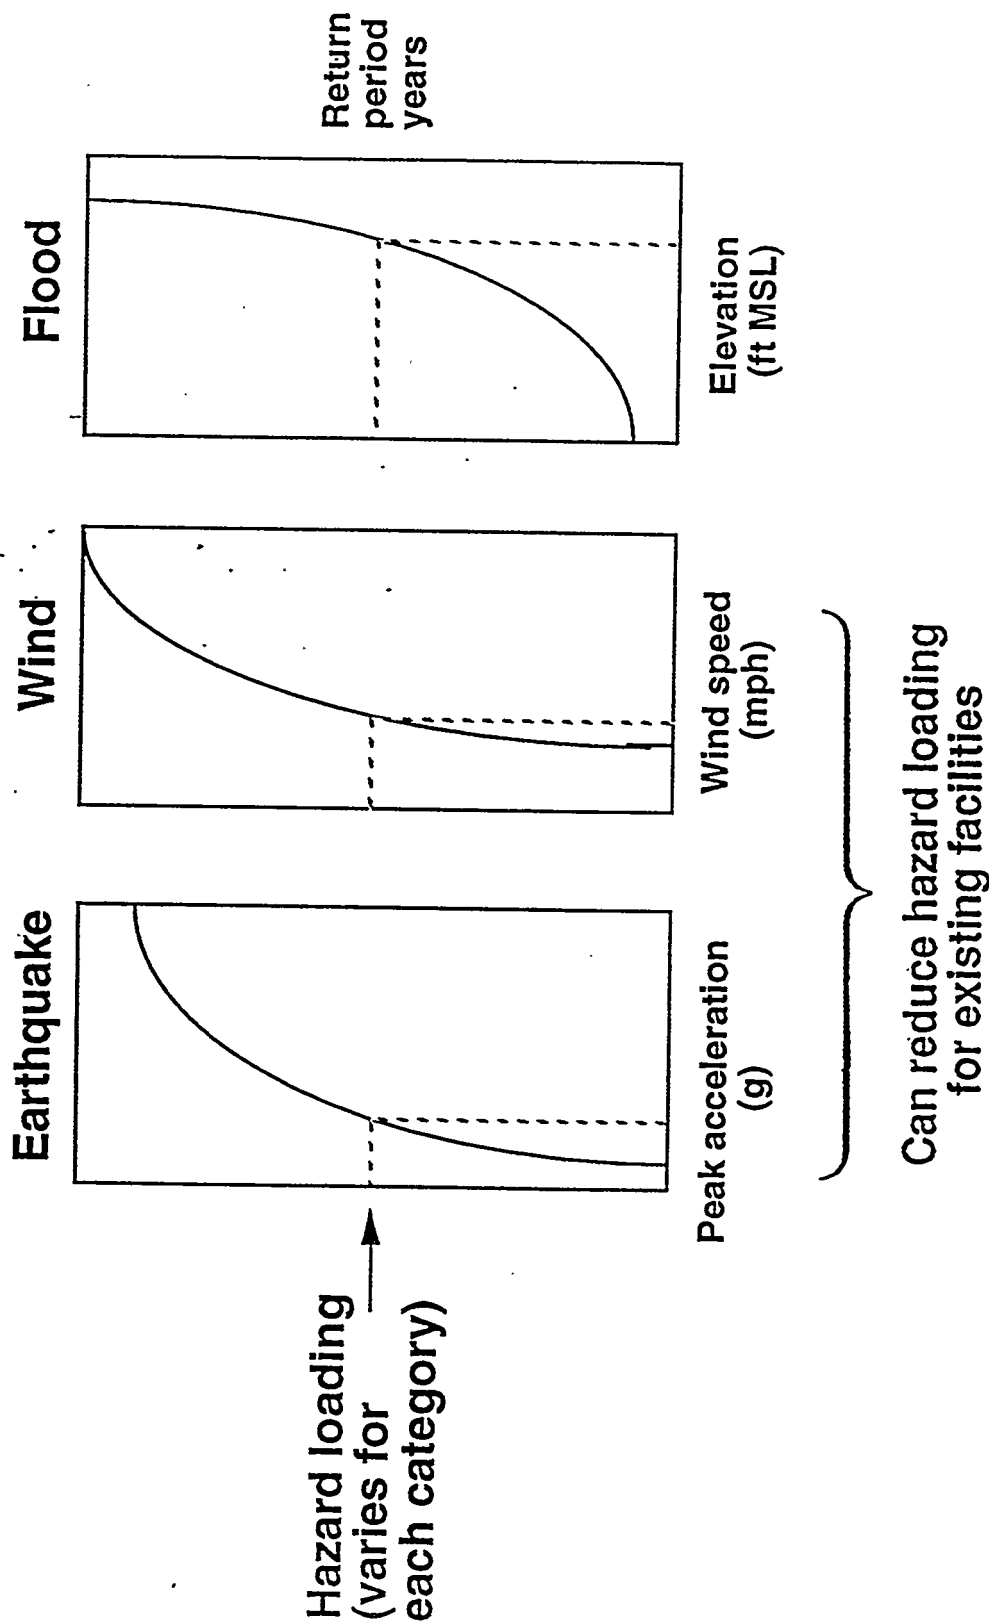 Earthquake
Wind
Flood
Hazard loading
(varies for
each category)
Return
period
years
Peak acceleration
(g)
Wind speed
(mph)
Elevation
(ft MSL)
Can reduce hazard loading
for existing facilities